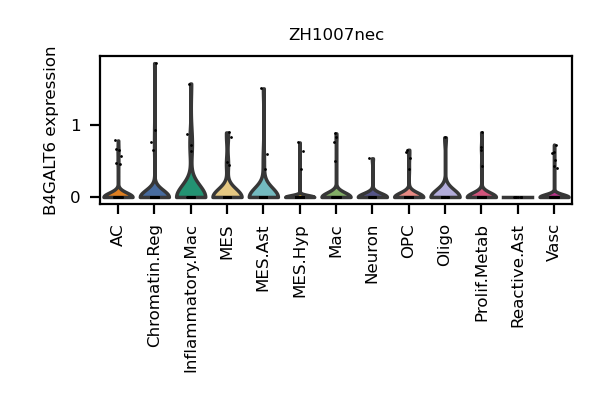 ZH1007nec
B4GALT6 expression
1
0
AC
Chromatin.Reg
Inflammatory.Mac
MES
MES.Ast
MES.Hyp
Mac
Neuron
OPC
Oligo
Prolif.Metab
Reactive.Ast
Vasc